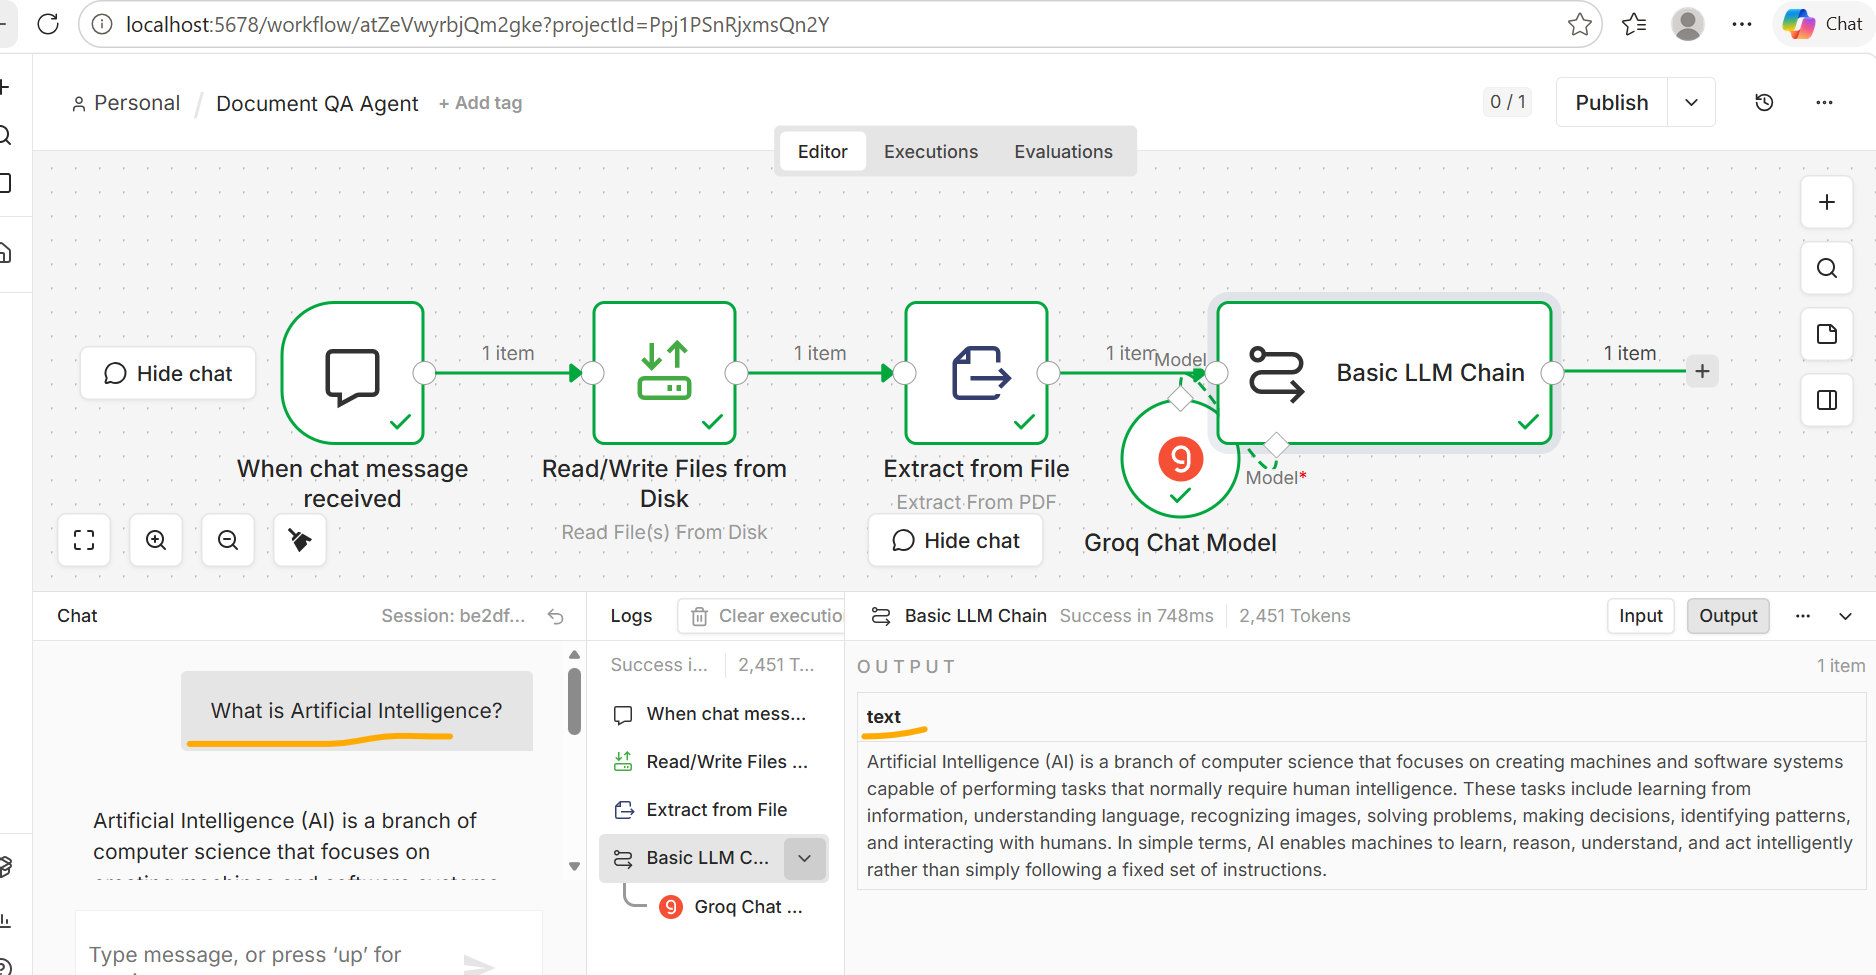 localhost:5678/workflow/atZeVwyrbjQm2gke?projectId=Ppj1PSnRjxmsQn2Y
Chat
Personal / Document QA Agent + Add tag
0 / 1
Publish
Editor Executions Evaluations
Hide chat
1 item
1 item
1 item
Model
Basic LLM Chain
1 item
When chat message
received
Read/Write Files from
Disk
Read File(s) From Disk
Extract from File
Extract From PDF
Model*
Groq Chat Model
Hide chat
Chat
Session: be2df...
What is Artificial Intelligence?
Artificial Intelligence (AI) is a branch of
computer science that focuses on
creating machines and software systems
Type message, or press ‘up’ for
Logs
Clear executio
Success i... 2,451 T...
When chat mess...
Read/Write Files ...
Extract from File
Basic LLM C...
Groq Chat ...
Basic LLM Chain Success in 748ms 2,451 Tokens
Input Output
OUTPUT
1 item
text
Artificial Intelligence (AI) is a branch of computer science that focuses on creating machines and software systems
capable of performing tasks that normally require human intelligence. These tasks include learning from
information, understanding language, recognizing images, solving problems, making decisions, identifying patterns,
and interacting with humans. In simple terms, AI enables machines to learn, reason, understand, and act intelligently
rather than simply following a fixed set of instructions.